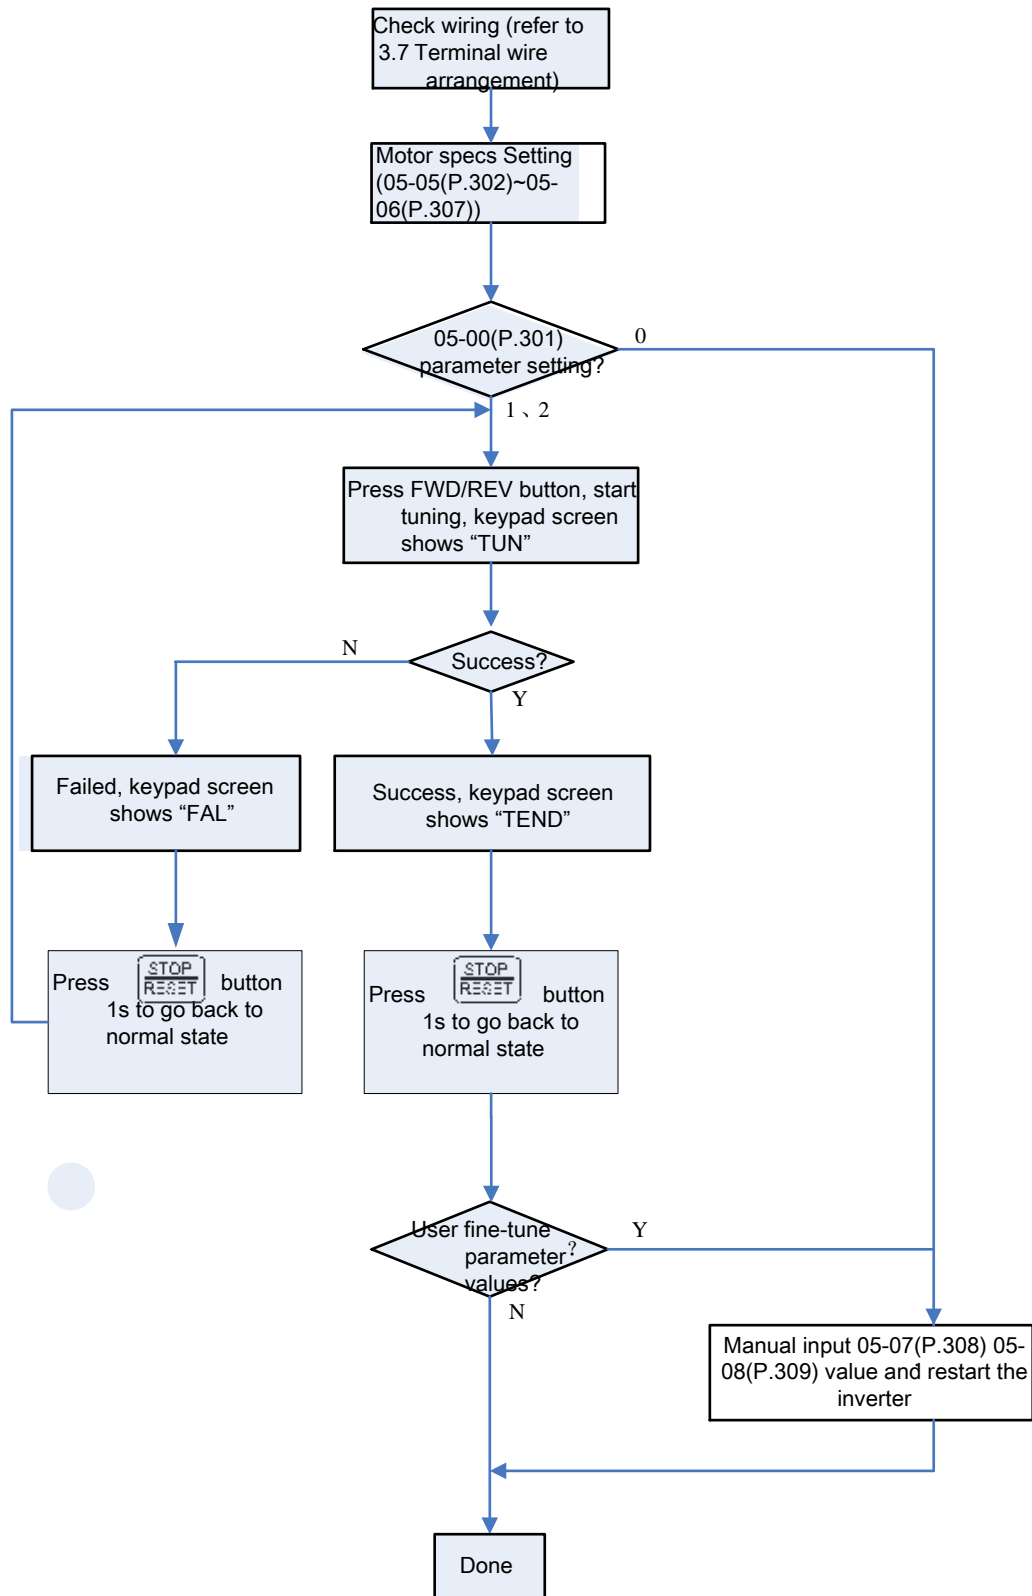 Check wiring (refer to
3.7 Terminal wire
arrangement)
Motor specs Setting
(05-05(P.302)~05-
06(P.307))
05-00(P.301)
parameter setting?
0
1、2
Press FWD/REV button, start
tuning, keypad screen
shows “TUN”
Success?
N
Y
Failed, keypad screen
shows “FAL”
Success, keypad screen
shows “TEND”
Press STOP RESET button
1s to go back to
normal state
Press STOP RESET button
1s to go back to
normal state
User fine-tune
parameter ?
values?
Y
N
Manual input 05-07(P.308) 05-
08(P.309) value and restart the
inverter
Done